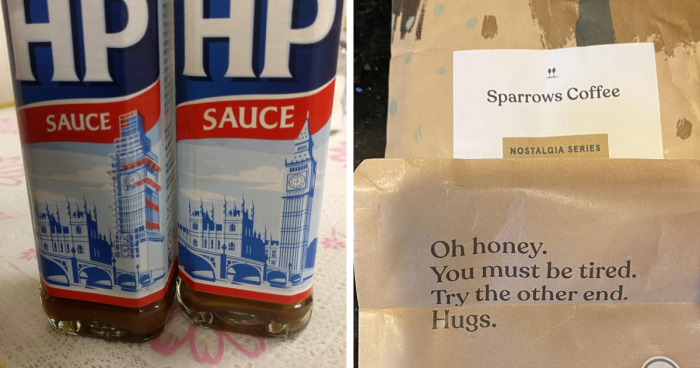 HP
SAUCE
HP
SAUCE
Sparrows Coffee
NOSTALGIA SERIES
Oh honey.
You must be tired.
Try the other end.
Hugs.